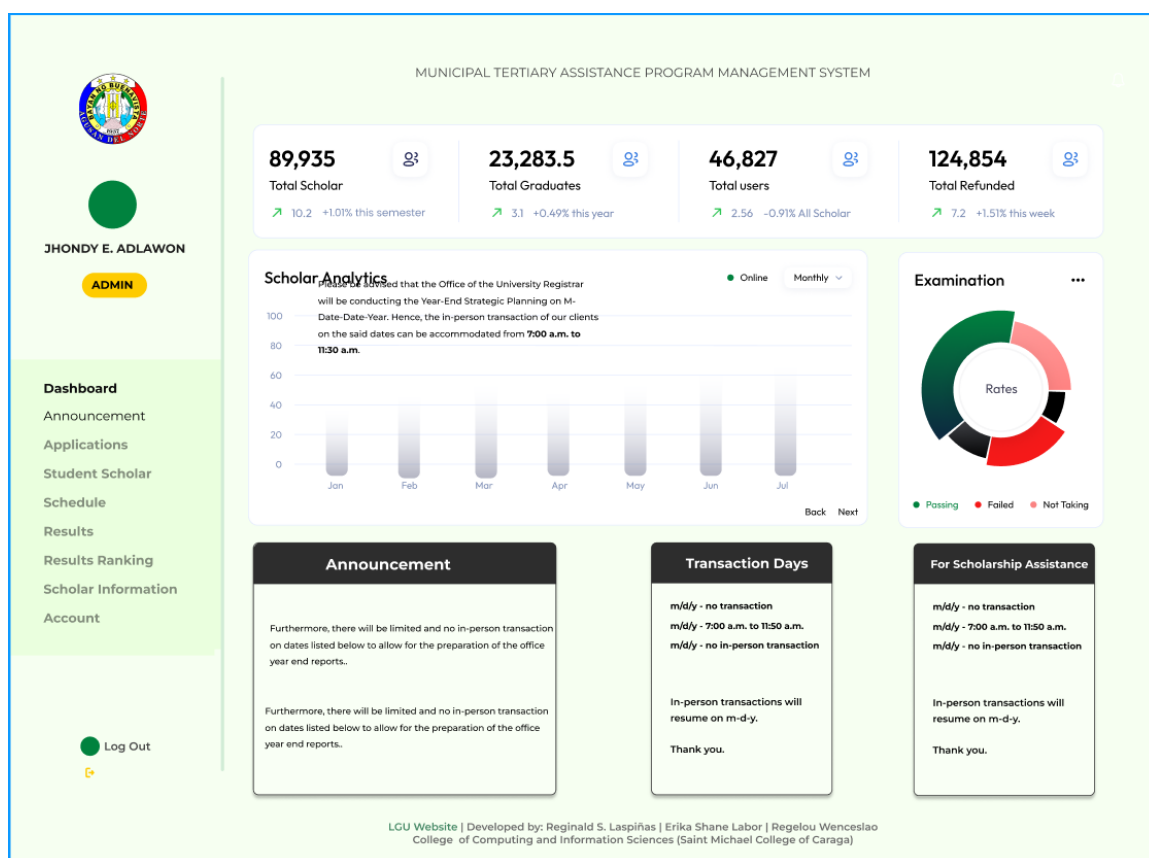 MUNICIPAL TERTIARY ASSISTANCE PROGRAM MANAGEMENT SYSTEM
BAYAN NG BUENAVISTA
AGUSAN DEL NORTE
JHONDY E. ADLAWON
ADMIN
Dashboard
Announcement
Applications
Student Scholar
Schedule
Results
Results Ranking
Scholar Information
Account
Log Out
89,935
Total Scholar
10.2 +1.01% this semester
23,283.5
Total Graduates
3.1 +0.49% this year
46,827
Total users
2.56 -0.91% All Scholar
124,854
Total Refunded
7.2 +1.51% this week
Scholar Analytics
Online
Monthly
Please be advised that the Office of the University Registrar
will be conducting the Year-End Strategic Planning on M-
Date-Date-Year. Hence, the in-person transaction of our clients
on the said dates can be accommodated from 7:00 a.m. to
11:30 a.m.
100
80
60
40
20
0
Jan Feb Mar Apr May Jun Jul
Back Next
Examination
Rates
Passing Failed Not Taking
Announcement
Furthermore, there will be limited and no in-person transaction
on dates listed below to allow for the preparation of the office
year end reports..
Furthermore, there will be limited and no in-person transaction
on dates listed below to allow for the preparation of the office
year end reports..
Transaction Days
m/d/y - no transaction
m/d/y - 7:00 a.m. to 11:50 a.m.
m/d/y - no in-person transaction
In-person transactions will
resume on m-d-y.
Thank you.
For Scholarship Assistance
m/d/y - no transaction
m/d/y - 7:00 a.m. to 11:50 a.m.
m/d/y - no in-person transaction
In-person transactions will
resume on m-d-y.
Thank you.
LGU Website | Developed by: Reginald S. Laspiñas | Erika Shane Labor | Regelou Wenceslao
College of Computing and Information Sciences (Saint Michael College of Caraga)